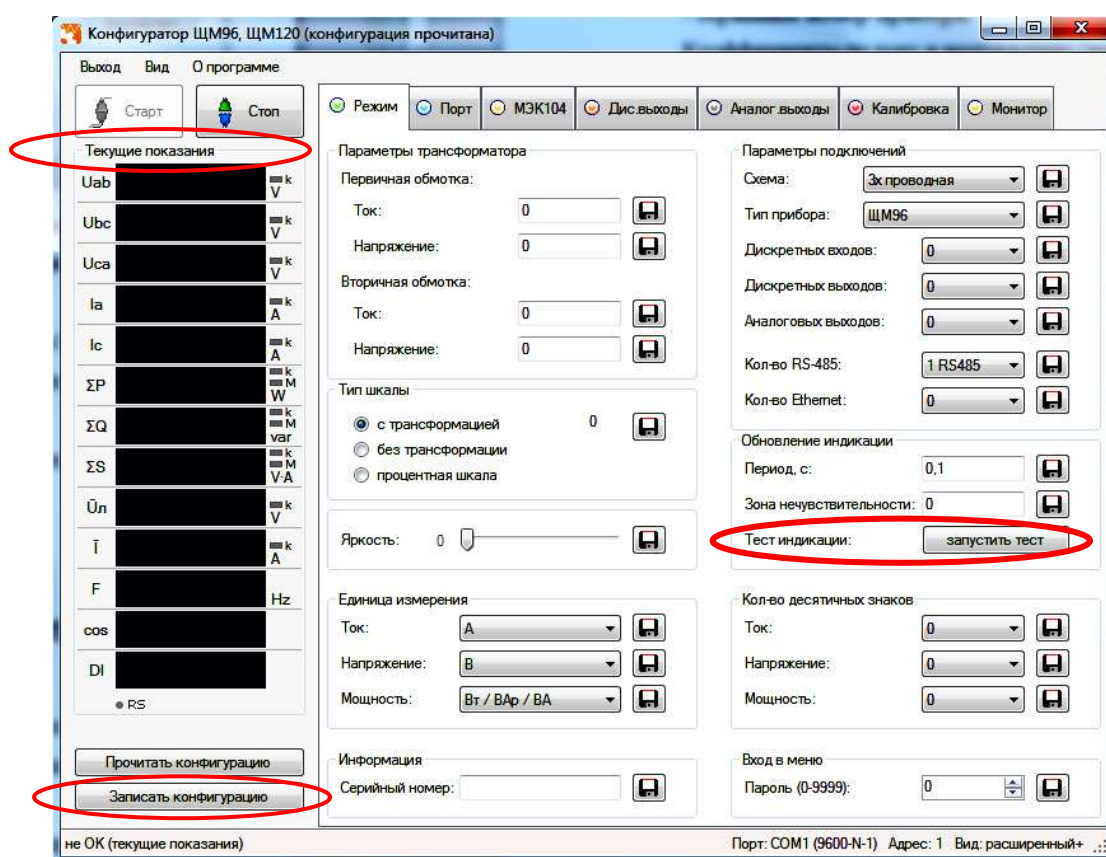 Конфигуратор ЩМ96, ЩМ120 (конфигурация прочитана)
Выход Вид О программе
Старт Стоп
Режим Порт МЭК104 Дис.выходы Аналог.выходы Калибровка Монитор
Текущие показания
Uab k V
Ubc k V
Uca k V
Ia k A
Ic k A
ΣP k M W
ΣQ k M var
ΣS k M V·A
Ūл k V
Ī k A
F Hz
cos
DI
RS
Прочитать конфигурацию
Записать конфигурацию
Параметры трансформатора
Первичная обмотка:
Ток: 0
Напряжение: 0
Вторичная обмотка:
Ток: 0
Напряжение: 0
Тип шкалы
с трансформацией 0
без трансформации
процентная шкала
Яркость: 0
Единица измерения
Ток: А
Напряжение: В
Мощность: Вт / ВАр / ВА
Информация
Серийный номер:
Параметры подключений
Схема: 3х проводная
Тип прибора: ЩМ96
Дискретных входов: 0
Дискретных выходов: 0
Аналоговых выходов: 0
Кол-во RS-485: 1 RS485
Кол-во Ethernet: 0
Обновление индикации
Период, с: 0,1
Зона нечувствительности: 0
Тест индикации: запустить тест
Кол-во десятичных знаков
Ток: 0
Напряжение: 0
Мощность: 0
Вход в меню
Пароль (0-9999): 0
не ОК (текущие показания) Порт: COM1 (9600-N-1) Адрес: 1 Вид: расширенный+